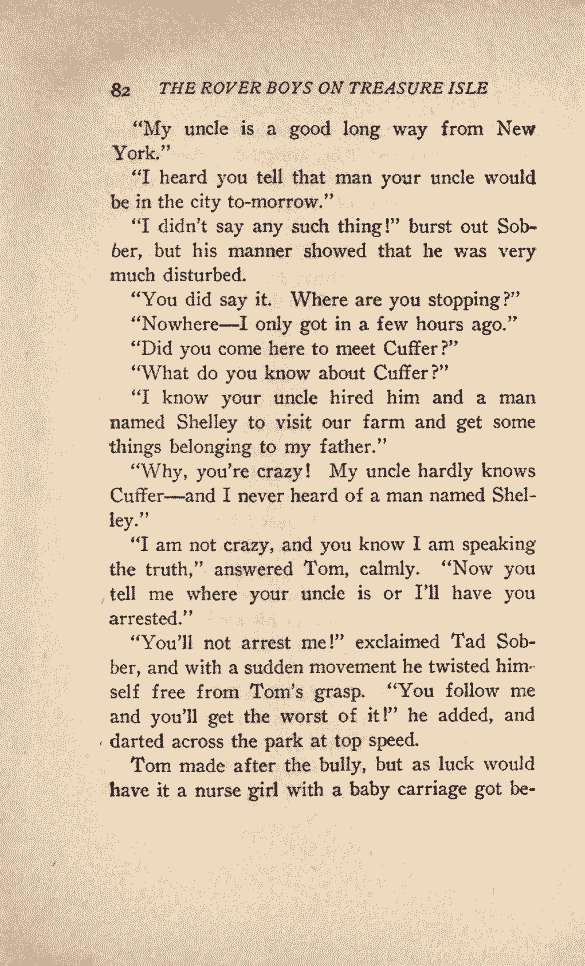 82 THE ROVER BOYS ON TREASURE ISLE
“My uncle is a good long way from New
York.”
“I heard you tell that man your uncle would
be in the city to-morrow.”
“I didn’t say any such thing!” burst out Sob-
ber, but his manner showed that he was very
much disturbed.
“You did say it. Where are you stopping?”
“Nowhere—I only got in a few hours ago.”
“Did you come here to meet Cuffer?”
“What do you know about Cuffer?”
“I know your uncle hired him and a man
named Shelley to visit our farm and get some
things belonging to my father.”
“Why, you’re crazy! My uncle hardly knows
Cuffer—and I never heard of a man named Shel-
ley.”
“I am not crazy, and you know I am speaking
the truth,” answered Tom, calmly. “Now you
tell me where your uncle is or I’ll have you
arrested.”
“You’ll not arrest me!” exclaimed Tad Sob-
ber, and with a sudden movement he twisted him-
self free from Tom’s grasp. “You follow me
and you’ll get the worst of it!” he added, and
darted across the park at top speed.
Tom made after the bully, but as luck would
have it a nurse girl with a baby carriage got be-